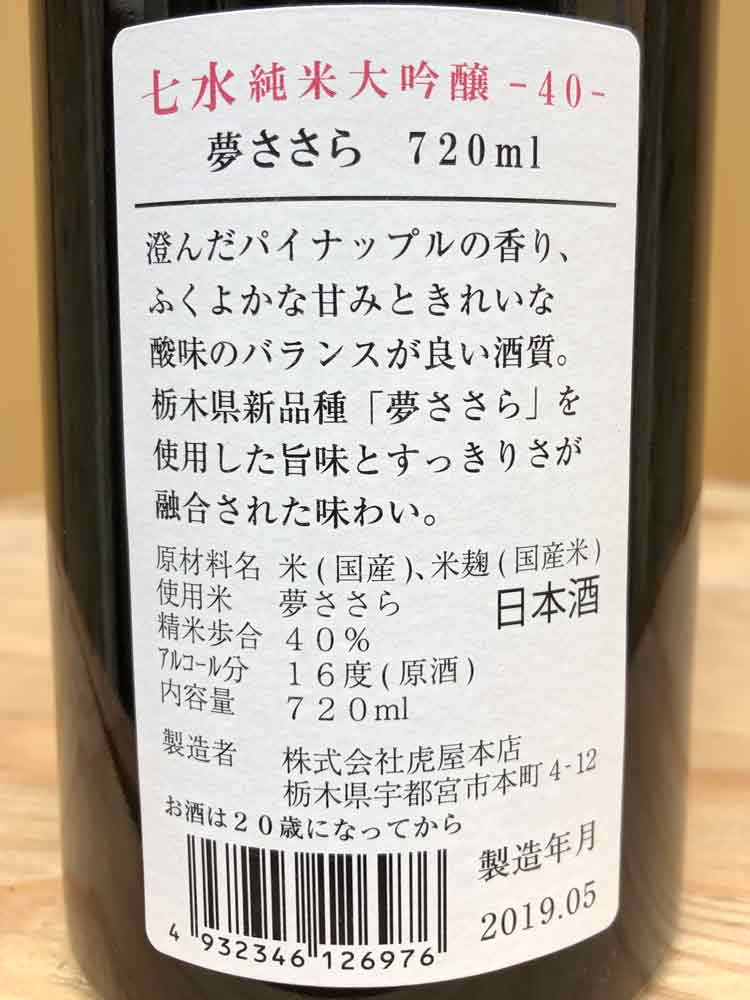 七水純米大吟醸 -40-
夢ささら 720ml
澄んだパイナップルの香り、
ふくよかな甘みときれいな
酸味のバランスが良い酒質。
栃木県新品種「夢ささら」を
使用した旨味とすっきりさが
融合された味わい。
原材料名 米(国産)、米麹(国産米)
使用米 夢ささら
日本酒
精米歩合 40%
アルコール分 16度(原酒)
内容量 720ml
製造者 株式会社虎屋本店
栃木県宇都宮市本町4-12
お酒は20歳になってから
製造年月
2019.05
4 932346 126976